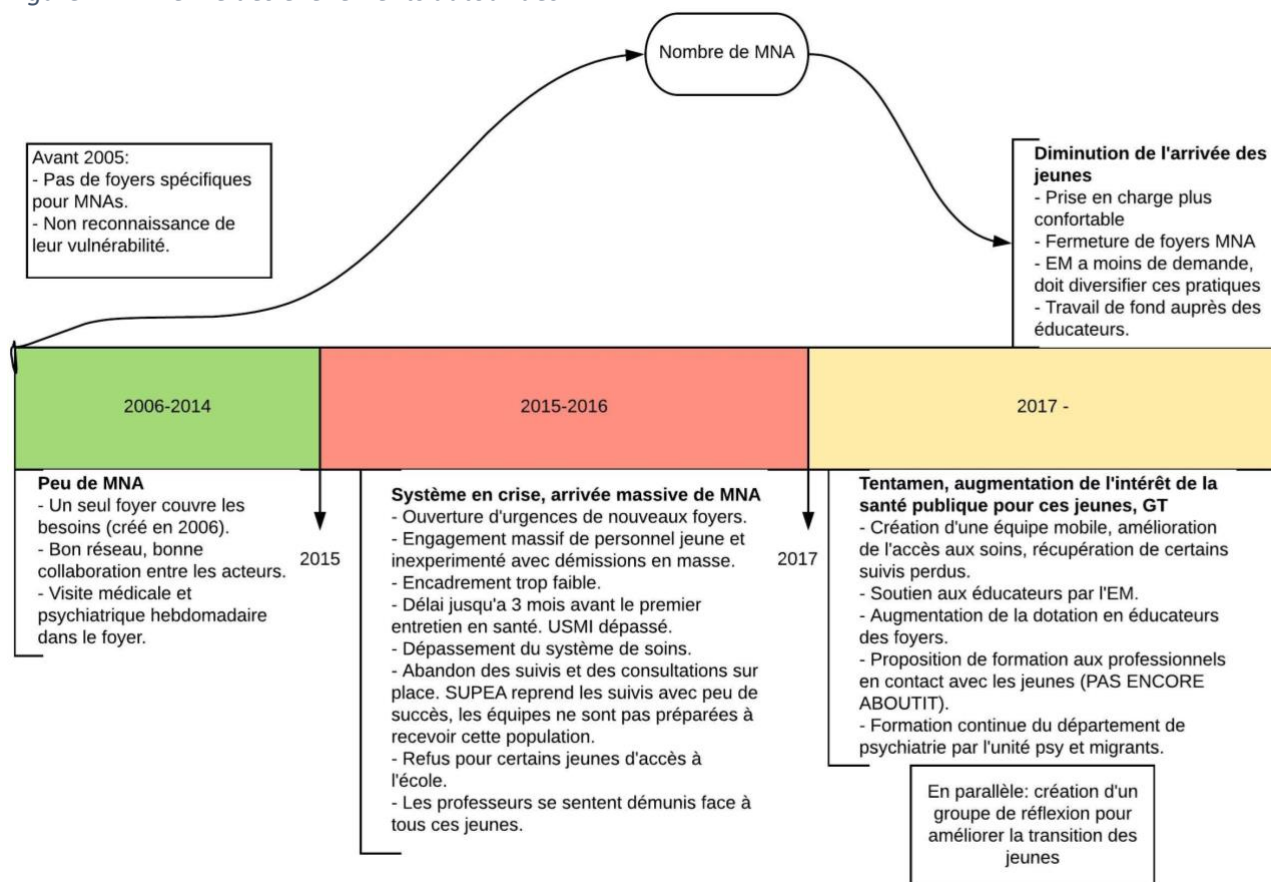 Nombre de MNA
Avant 2005:
- Pas de foyers spécifiques
pour MNAs.
- Non reconnaissance de
leur vulnérabilité.
Diminution de l'arrivée des
jeunes
- Prise en charge plus
confortable
- Fermeture de foyers MNA
- EM a moins de demande,
doit diversifier ces pratiques
- Travail de fond auprès des
éducateurs.
2006-2014
2015-2016
2017 -
Peu de MNA
- Un seul foyer couvre les
besoins (créé en 2006).
- Bon réseau, bonne
collaboration entre les acteurs.
- Visite médicale et
psychiatrique hebdomadaire
dans le foyer.
2015
Système en crise, arrivée massive de MNA
- Ouverture d'urgences de nouveaux foyers.
- Engagement massif de personnel jeune et
inexperimenté avec démissions en masse.
- Encadrement trop faible.
- Délai jusqu'a 3 mois avant le premier
entretien en santé. USMI dépassé.
- Dépassement du système de soins.
- Abandon des suivis et des consultations sur
place. SUPEA reprend les suivis avec peu de
succès, les équipes ne sont pas préparées à
recevoir cette population.
- Refus pour certains jeunes d'accès à
l'école.
- Les professeurs se sentent démunis face à
tous ces jeunes.
2017
Tentamen, augmentation de l'intérêt de la
santé publique pour ces jeunes, GT
- Création d'une équipe mobile, amélioration
de l'accès aux soins, récupération de certains
suivis perdus.
- Soutien aux éducateurs par l'EM.
- Augmentation de la dotation en éducateurs
des foyers.
- Proposition de formation aux professionnels
en contact avec les jeunes (PAS ENCORE
ABOUTIT).
- Formation continue du département de
psychiatrie par l'unité psy et migrants.
En parallèle: création d'un
groupe de réflexion pour
améliorer la transition des
jeunes